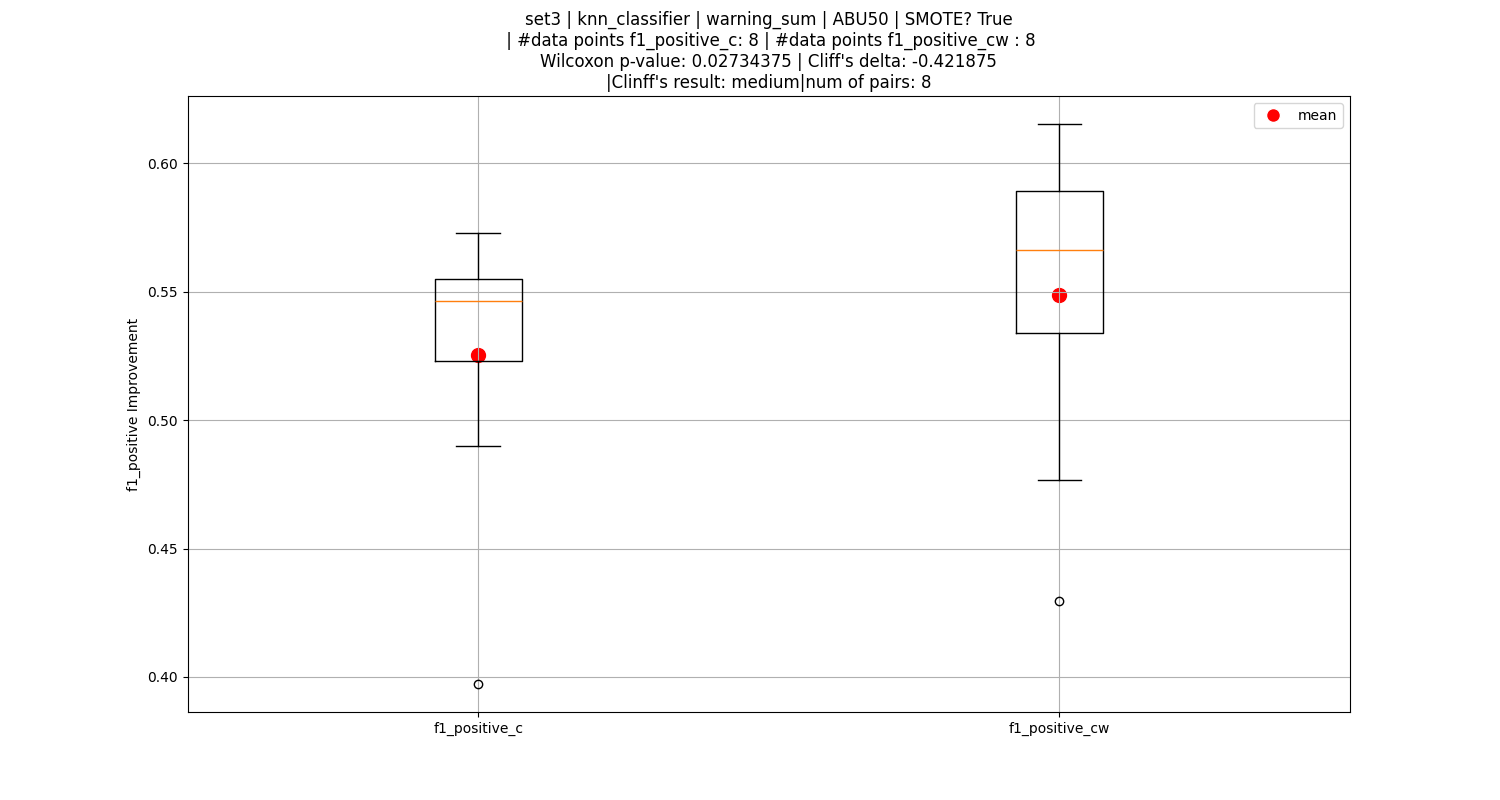 set3 | knn_classifier | warning_sum | ABU50 | SMOTE? True
| #data points f1_positive_c: 8 | #data points f1_positive_cw : 8
Wilcoxon p-value: 0.02734375 | Cliff's delta: -0.421875
|Clinff's result: medium|num of pairs: 8
mean
0.60
0.55
0.50
0.45
0.40
f1_positive Improvement
f1_positive_c
f1_positive_cw